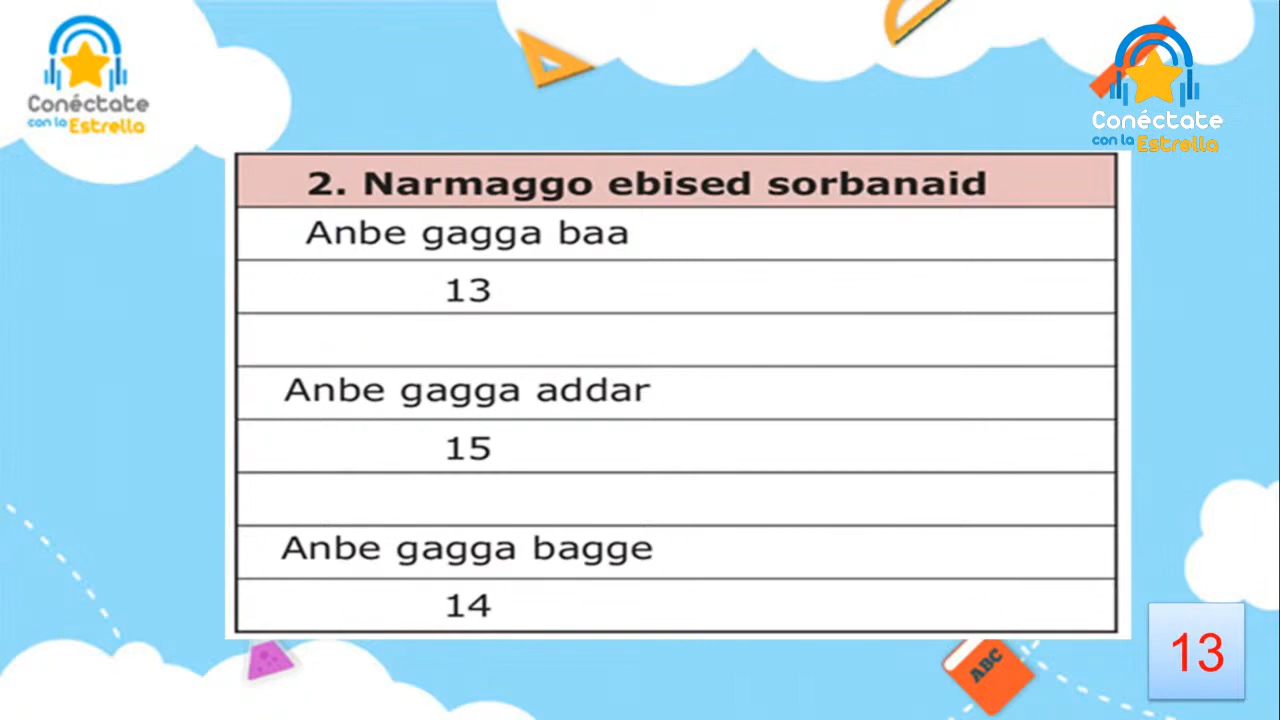 Conéctate
con la Estrella
Conéctate
con la Estrella
2. Narmaggo ebised sorbanaid
Anbe gagga baa
13
Anbe gagga addar
15
Anbe gagga bagge
14
ABC
13